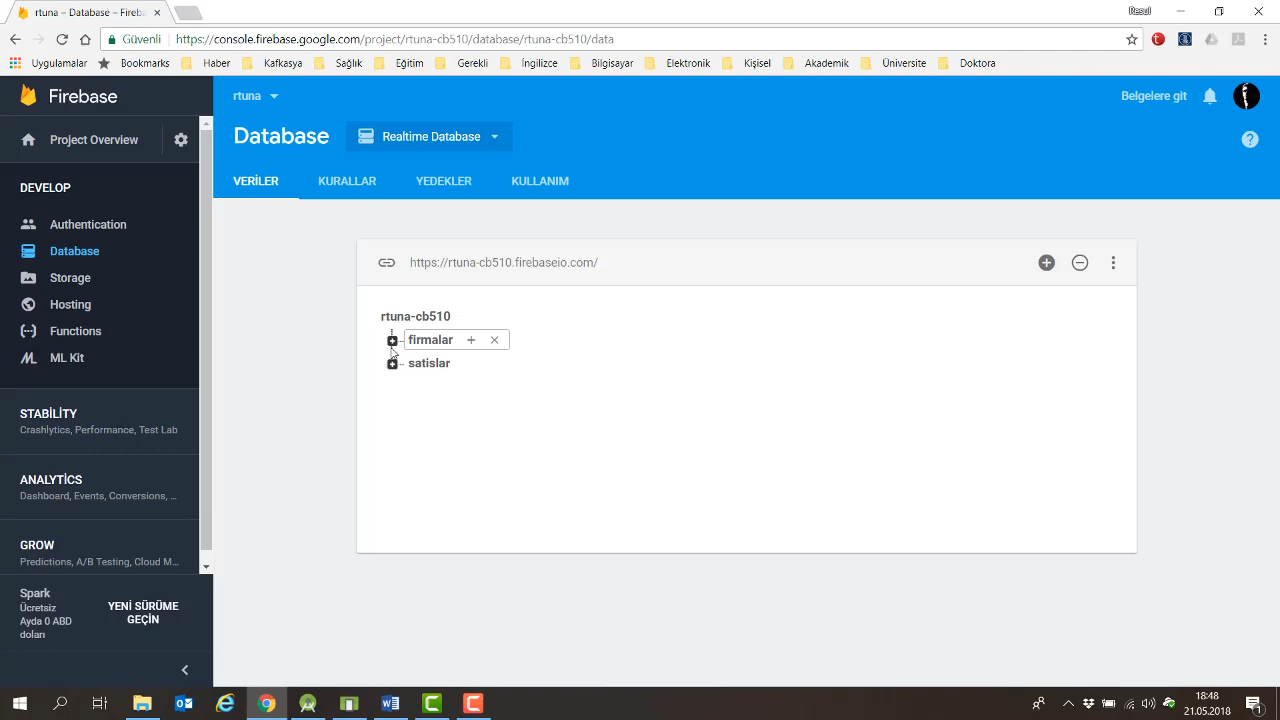 rtuna – Database – Fireba
Resul
Güvenli
https://console.firebase.google.com/project/rtuna-cb510/database/rtuna-cb510/data
Uygulamalar
Bookmarks
Haber
Kafkasya
Sağlık
Eğitim
Gerekli
İngilizce
Bilgisayar
Elektronik
Kişisel
Akademik
Üniversite
Doktora
Firebase
rtuna
Belgelere git
Project Overview
Database
Realtime Database
DEVELOP
VERİLER
KURALLAR
YEDEKLER
KULLANIM
Authentication
Database
Storage
Hosting
Functions
ML Kit
https://rtuna-cb510.firebaseio.com/
rtuna-cb510
firmalar
satislar
STABİLİTY
Crashlytics, Performance, Test Lab
ANALYTİCS
Dashboard, Events, Conversions, ...
GROW
Predictions, A/B Testing, Cloud M...
Spark
Ücretsiz
Ayda 0 ABD
doları
YENİ SÜRÜME
GEÇİN
18:48
21.05.2018